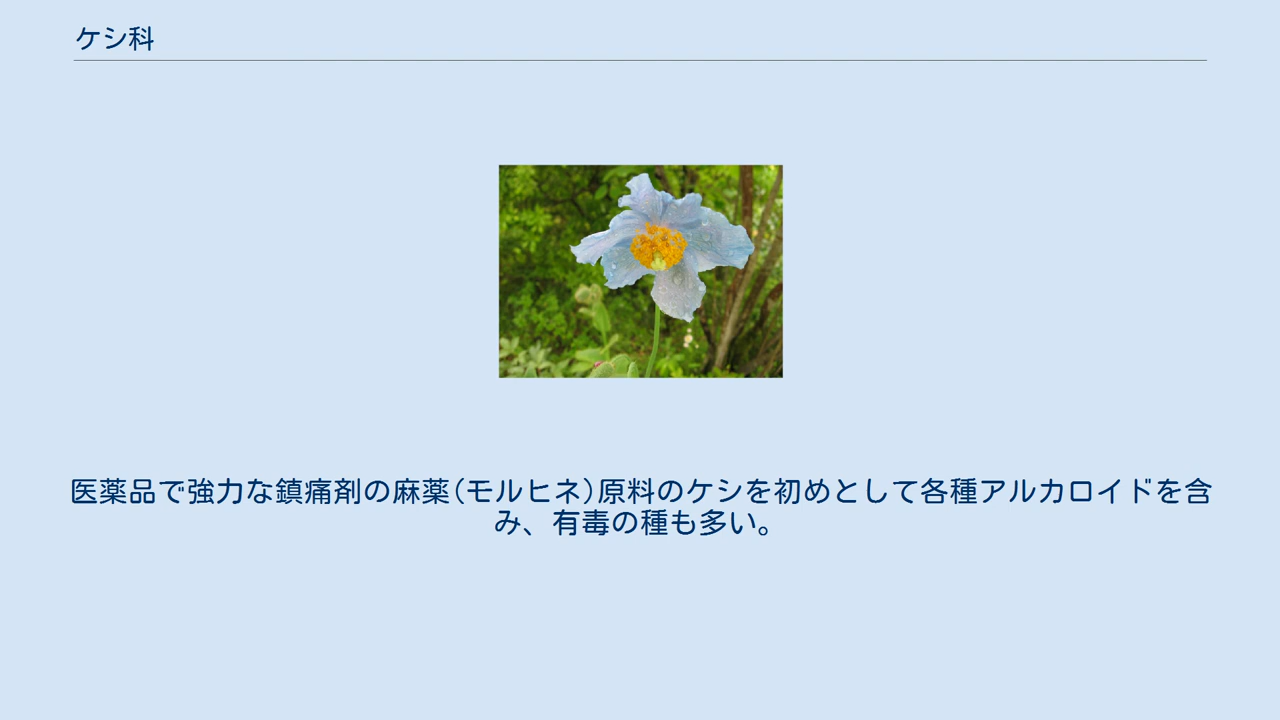 ケシ科
医薬品で強力な鎮痛剤の麻薬(モルヒネ)原料のケシを初めとして各種アルカロイドを含
み、有毒の種も多い。